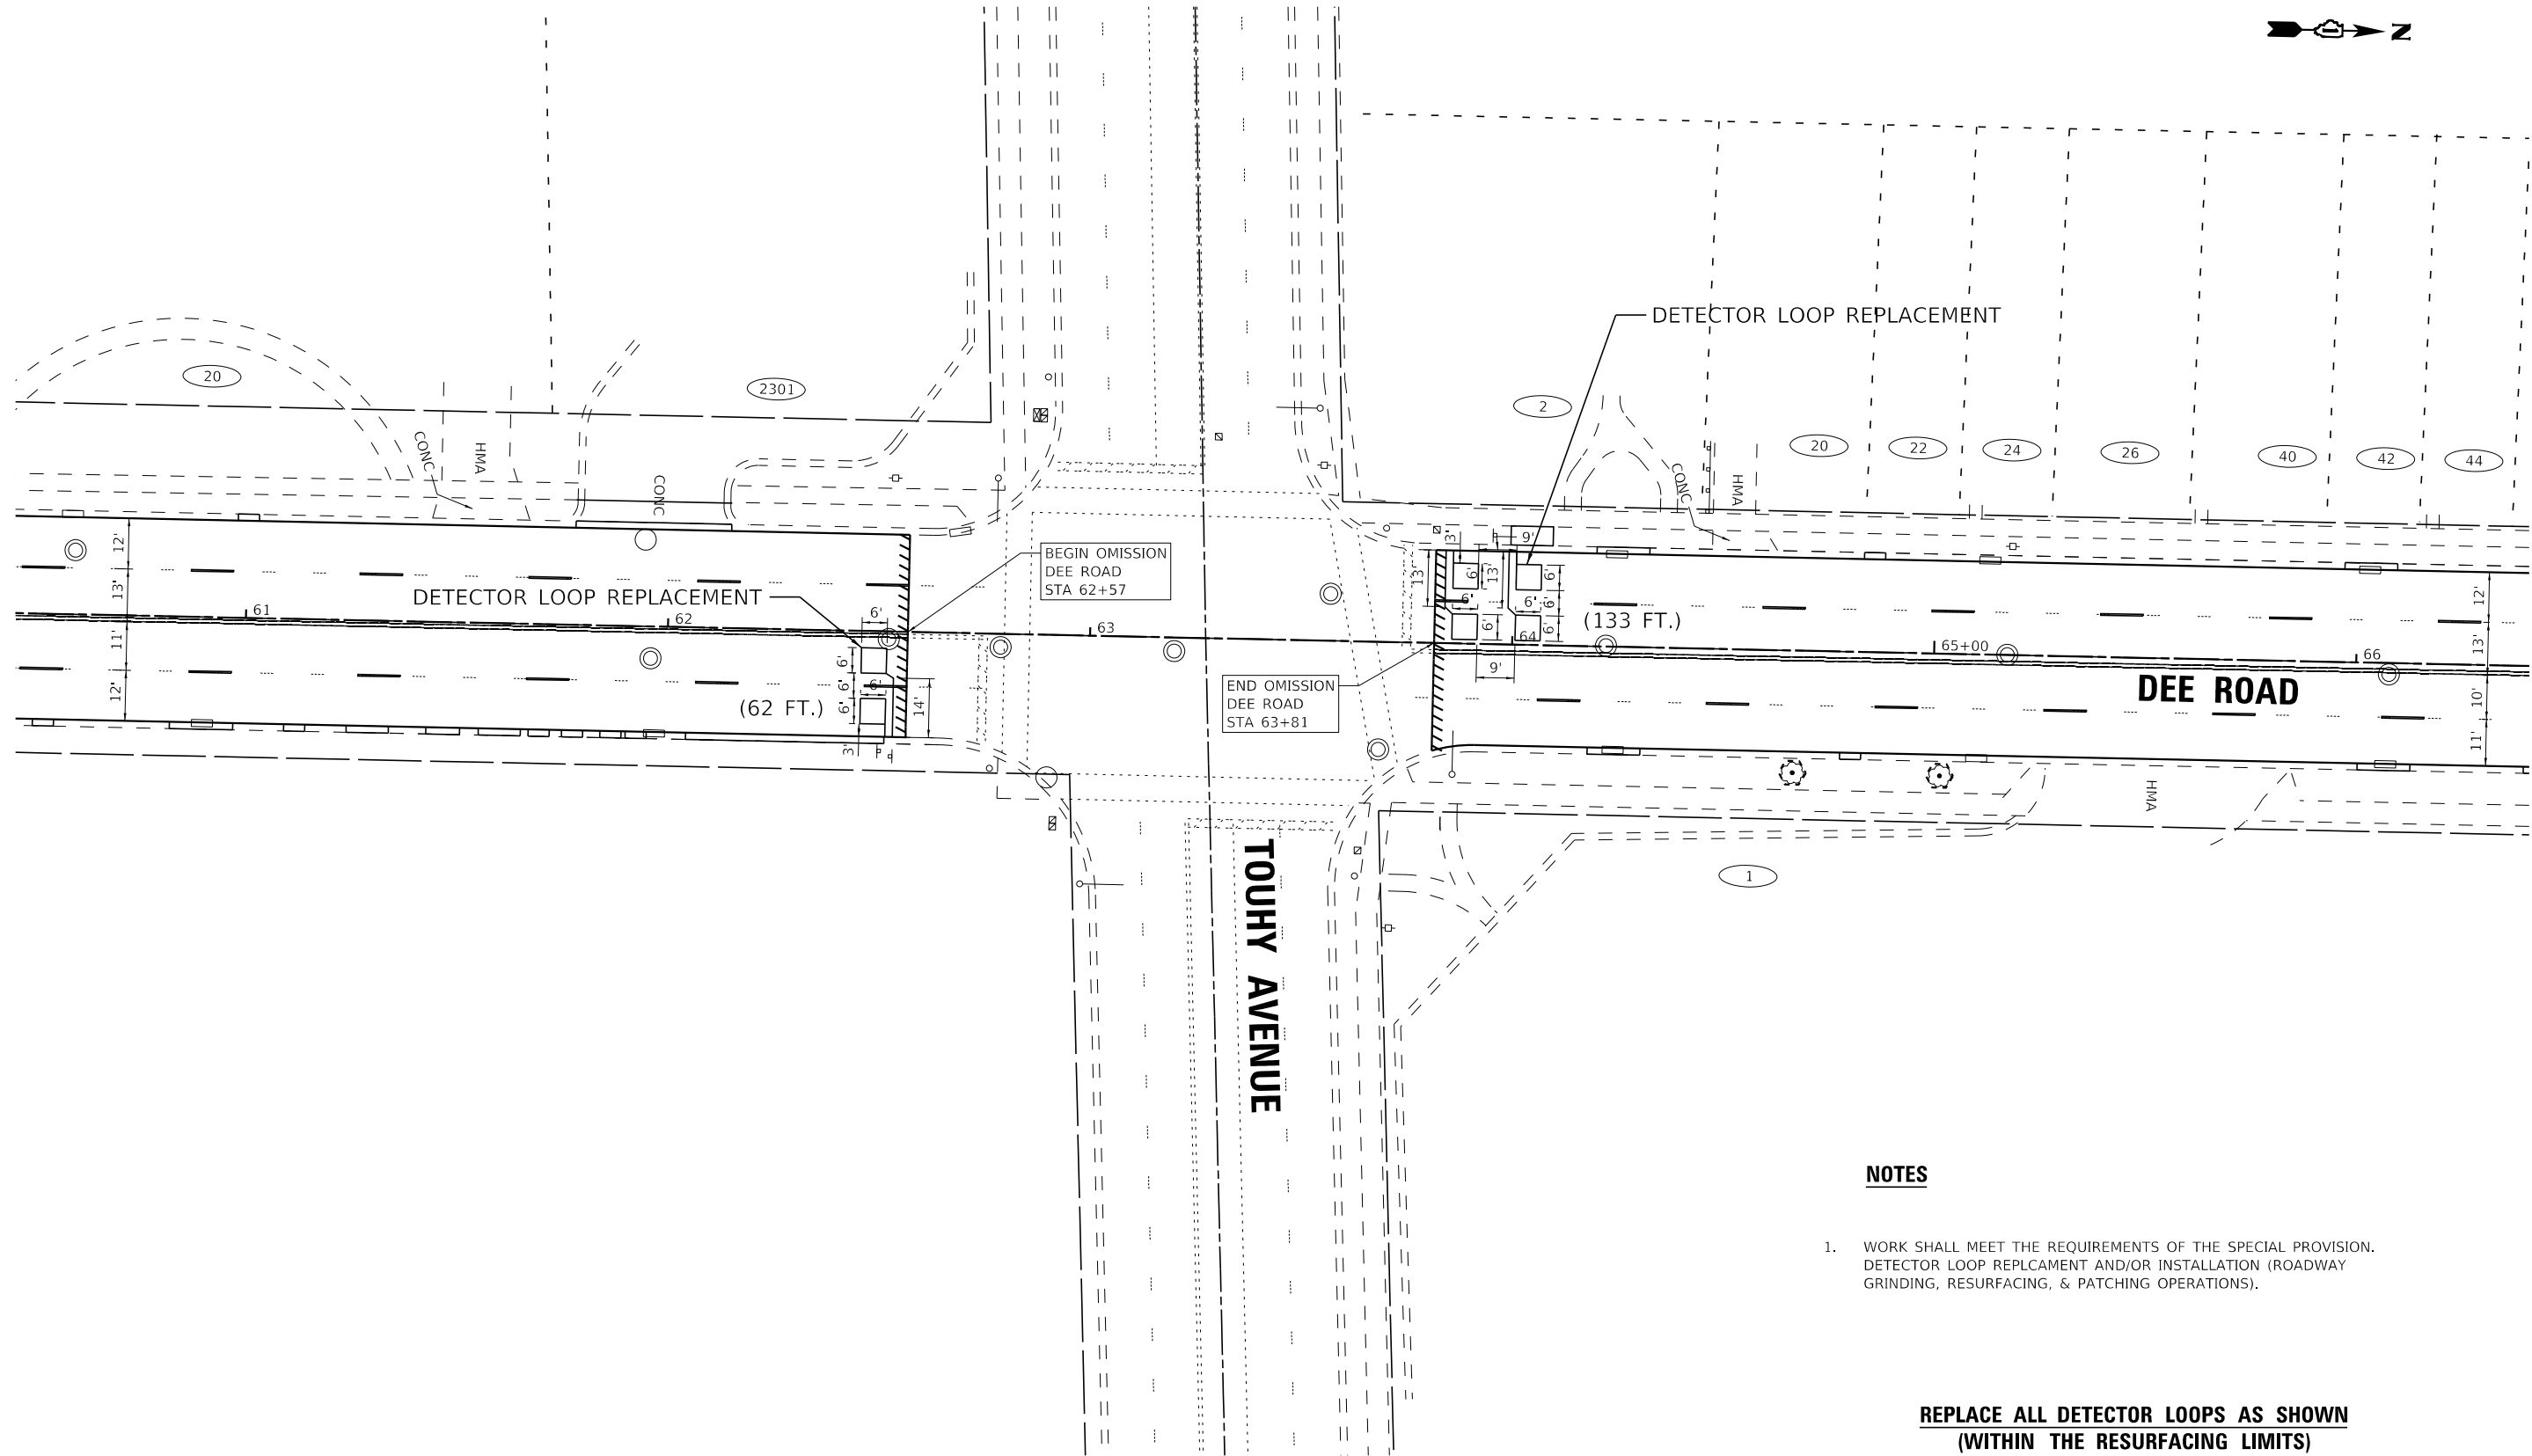 N
DETECTOR LOOP REPLACEMENT
20
2301
2
20
22
24
26
40
42
44
CONC
HMA
CONC
CONC
HMA
12'
13'
11'
12'
61
62
63
64
65+00
66
DETECTOR LOOP REPLACEMENT
BEGIN OMISSION
DEE ROAD
STA 62+57
6'
6'
6'
6'
6'
3'
14'
(62 FT.)
END OMISSION
DEE ROAD
STA 63+81
3'
9'
13'
6'
13'
6'
6'
6'
6'
6'
6'
9'
(133 FT.)
DEE ROAD
12'
13'
10'
11'
HMA
1
TOUHY AVENUE
NOTES
1. WORK SHALL MEET THE REQUIREMENTS OF THE SPECIAL PROVISION.
DETECTOR LOOP REPLCAMENT AND/OR INSTALLATION (ROADWAY
GRINDING, RESURFACING, & PATCHING OPERATIONS).
REPLACE ALL DETECTOR LOOPS AS SHOWN
(WITHIN THE RESURFACING LIMITS)